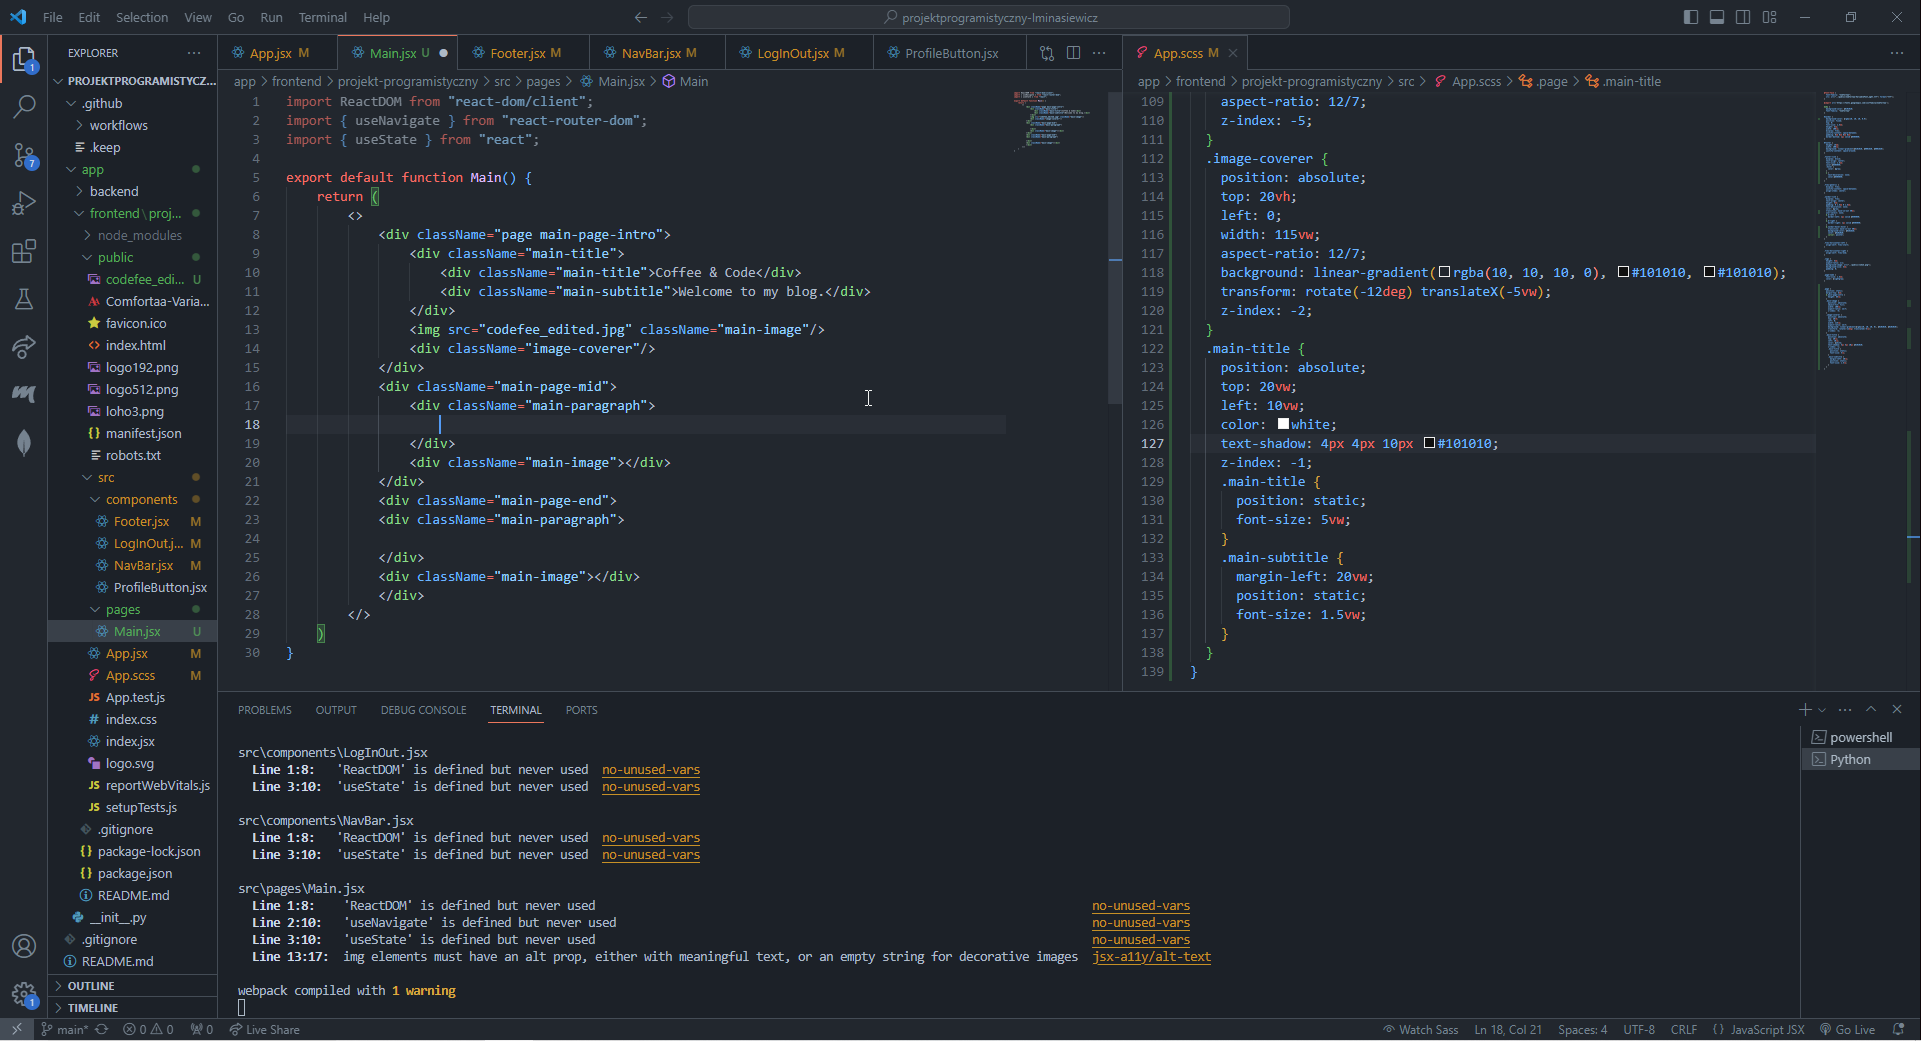 File Edit Selection View Go Run Terminal Help
projektprogramistyczny-lminasiewicz
EXPLORER
PROJEKTPROGRAMISTYCZ...
.github
workflows
.keep
app
backend
frontend \ proj...
node_modules
public
codefee_edi... U
Comfortaa-Varia...
favicon.ico
index.html
logo192.png
logo512.png
loho3.png
manifest.json
robots.txt
src
components
Footer.jsx M
LogInOut.j... M
NavBar.jsx M
ProfileButton.jsx
pages
Main.jsx U
App.jsx M
App.scss M
App.test.js
index.css
index.jsx
logo.svg
reportWebVitals.js
setupTests.js
.gitignore
package-lock.json
package.json
README.md
__init__.py
.gitignore
README.md
OUTLINE
TIMELINE
App.jsx M Main.jsx U Footer.jsx M NavBar.jsx M LogInOut.jsx M ProfileButton.jsx
app > frontend > projekt-programistyczny > src > pages > Main.jsx > Main
1 import ReactDOM from "react-dom/client";
2 import { useNavigate } from "react-router-dom";
3 import { useState } from "react";
4
5 export default function Main() {
6 return (
7 <>
8 <div className="page main-page-intro">
9 <div className="main-title">
10 <div className="main-title">Coffee & Code</div>
11 <div className="main-subtitle">Welcome to my blog.</div>
12 </div>
13 <img src="codefee_edited.jpg" className="main-image"/>
14 <div className="image-coverer"/>
15 </div>
16 <div className="main-page-mid">
17 <div className="main-paragraph">
18
19 </div>
20 <div className="main-image"></div>
21 </div>
22 <div className="main-page-end">
23 <div className="main-paragraph">
24
25 </div>
26 <div className="main-image"></div>
27 </div>
28 </>
29 )
30 }
App.scss M
app > frontend > projekt-programistyczny > src > App.scss > .page > .main-title
109 aspect-ratio: 12/7;
110 z-index: -5;
111 }
112 .image-coverer {
113 position: absolute;
114 top: 20vh;
115 left: 0;
116 width: 115vw;
117 aspect-ratio: 12/7;
118 background: linear-gradient(rgba(10, 10, 10, 0), #101010, #101010);
119 transform: rotate(-12deg) translateX(-5vw);
120 z-index: -2;
121 }
122 .main-title {
123 position: absolute;
124 top: 20vw;
125 left: 10vw;
126 color: white;
127 text-shadow: 4px 4px 10px #101010;
128 z-index: -1;
129 .main-title {
130 position: static;
131 font-size: 5vw;
132 }
133 .main-subtitle {
134 margin-left: 20vw;
135 position: static;
136 font-size: 1.5vw;
137 }
138 }
139 }
PROBLEMS OUTPUT DEBUG CONSOLE TERMINAL PORTS
powershell
Python
src\components\LogInOut.jsx
Line 1:8: 'ReactDOM' is defined but never used no-unused-vars
Line 3:10: 'useState' is defined but never used no-unused-vars
src\components\NavBar.jsx
Line 1:8: 'ReactDOM' is defined but never used no-unused-vars
Line 3:10: 'useState' is defined but never used no-unused-vars
src\pages\Main.jsx
Line 1:8: 'ReactDOM' is defined but never used no-unused-vars
Line 2:10: 'useNavigate' is defined but never used no-unused-vars
Line 3:10: 'useState' is defined but never used no-unused-vars
Line 13:17: img elements must have an alt prop, either with meaningful text, or an empty string for decorative images jsx-a11y/alt-text
webpack compiled with 1 warning
main* 0 0 0 Live Share
Watch Sass Ln 18, Col 21 Spaces: 4 UTF-8 CRLF {} JavaScript JSX Go Live